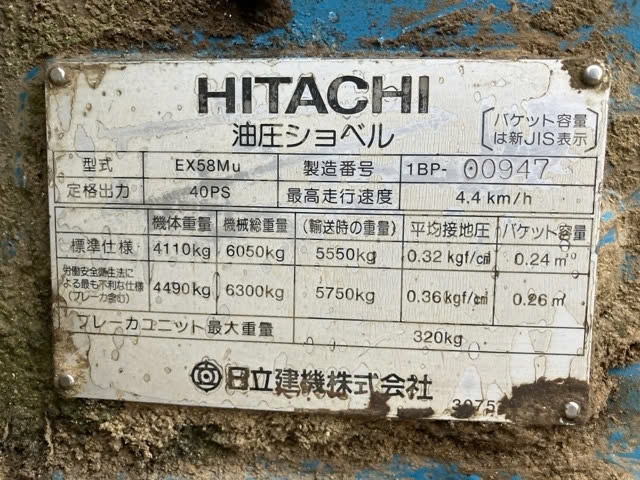 HITACHI
油圧ショベル
バケット容量
は新JIS表示
型式 EX58Mu 製造番号 1BP-00947
定格出力 40PS 最高走行速度 4.4 km/h
機体重量 機械総重量 (輸送時の重量) 平均接地圧 バケット容量
標準仕様 4110kg 6050kg 5550kg 0.32 kgf/c㎡ 0.24 m³
労働安全衛生法に
よる最も不利な仕様
(ブレーカ含む)
4490kg 6300kg 5750kg 0.36kgf/c㎡ 0.26 m³
ブレーカユニット最大重量 320kg
日立建機株式会社